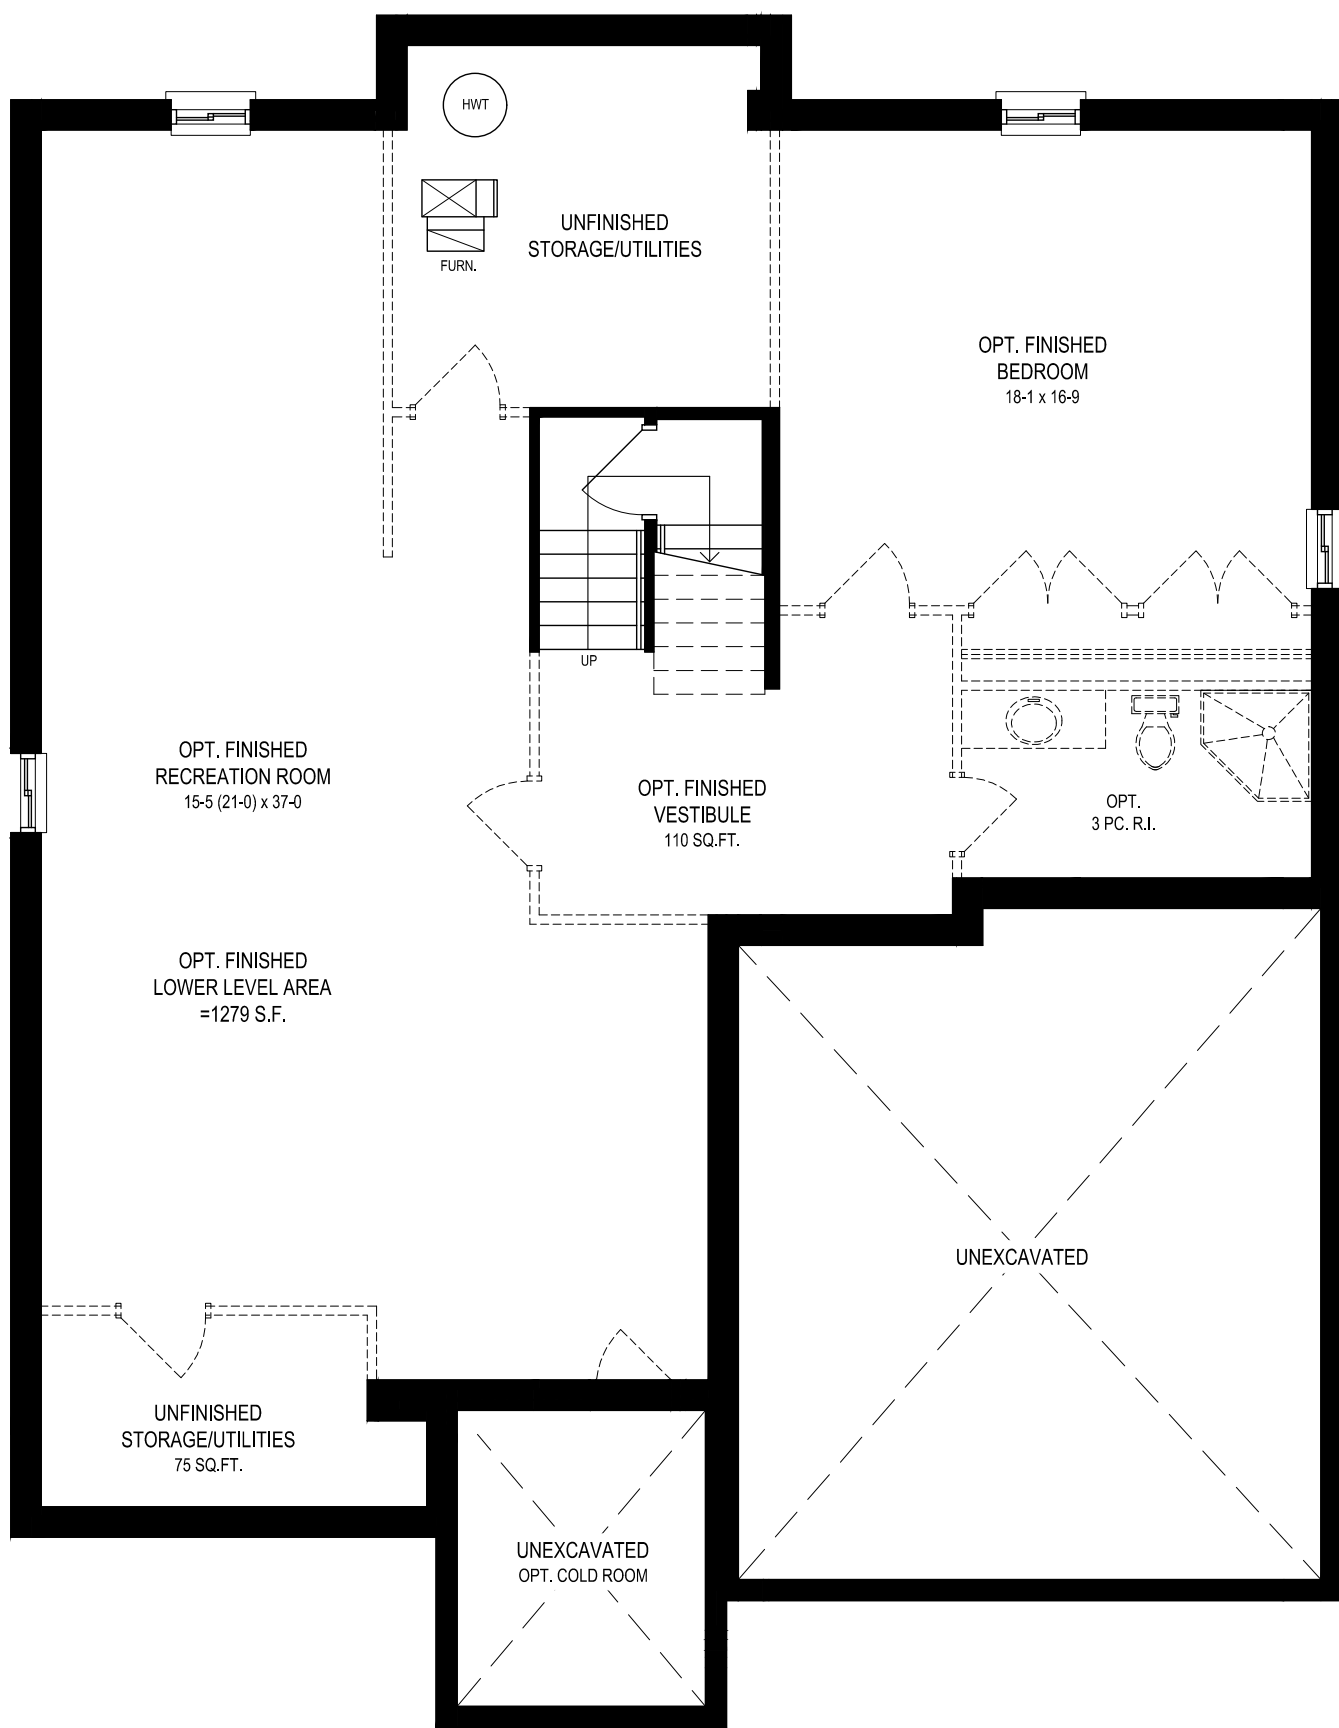 HWT
UNFINISHED
STORAGE/UTILITIES
FURN.
OPT. FINISHED
BEDROOM
18-1 x 16-9
UP
OPT. FINISHED
RECREATION ROOM
15-5 (21-0) x 37-0
OPT. FINISHED
VESTIBULE
110 SQ.FT.
OPT.
3 PC. R.I.
OPT. FINISHED
LOWER LEVEL AREA
=1279 S.F.
UNEXCAVATED
UNFINISHED
STORAGE/UTILITIES
75 SQ.FT.
UNEXCAVATED
OPT. COLD ROOM